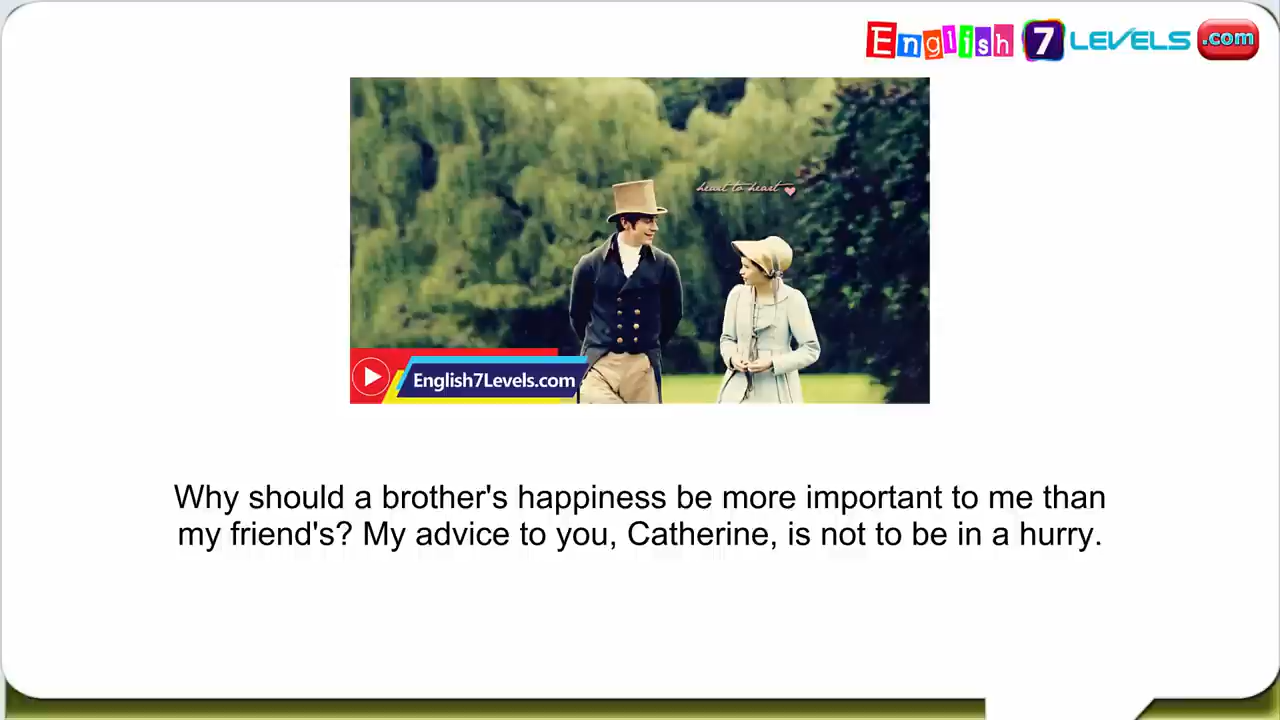 English 7 LEVELS .com
heart to heart
English7Levels.com
Why should a brother's happiness be more important to me than
my friend's? My advice to you, Catherine, is not to be in a hurry.